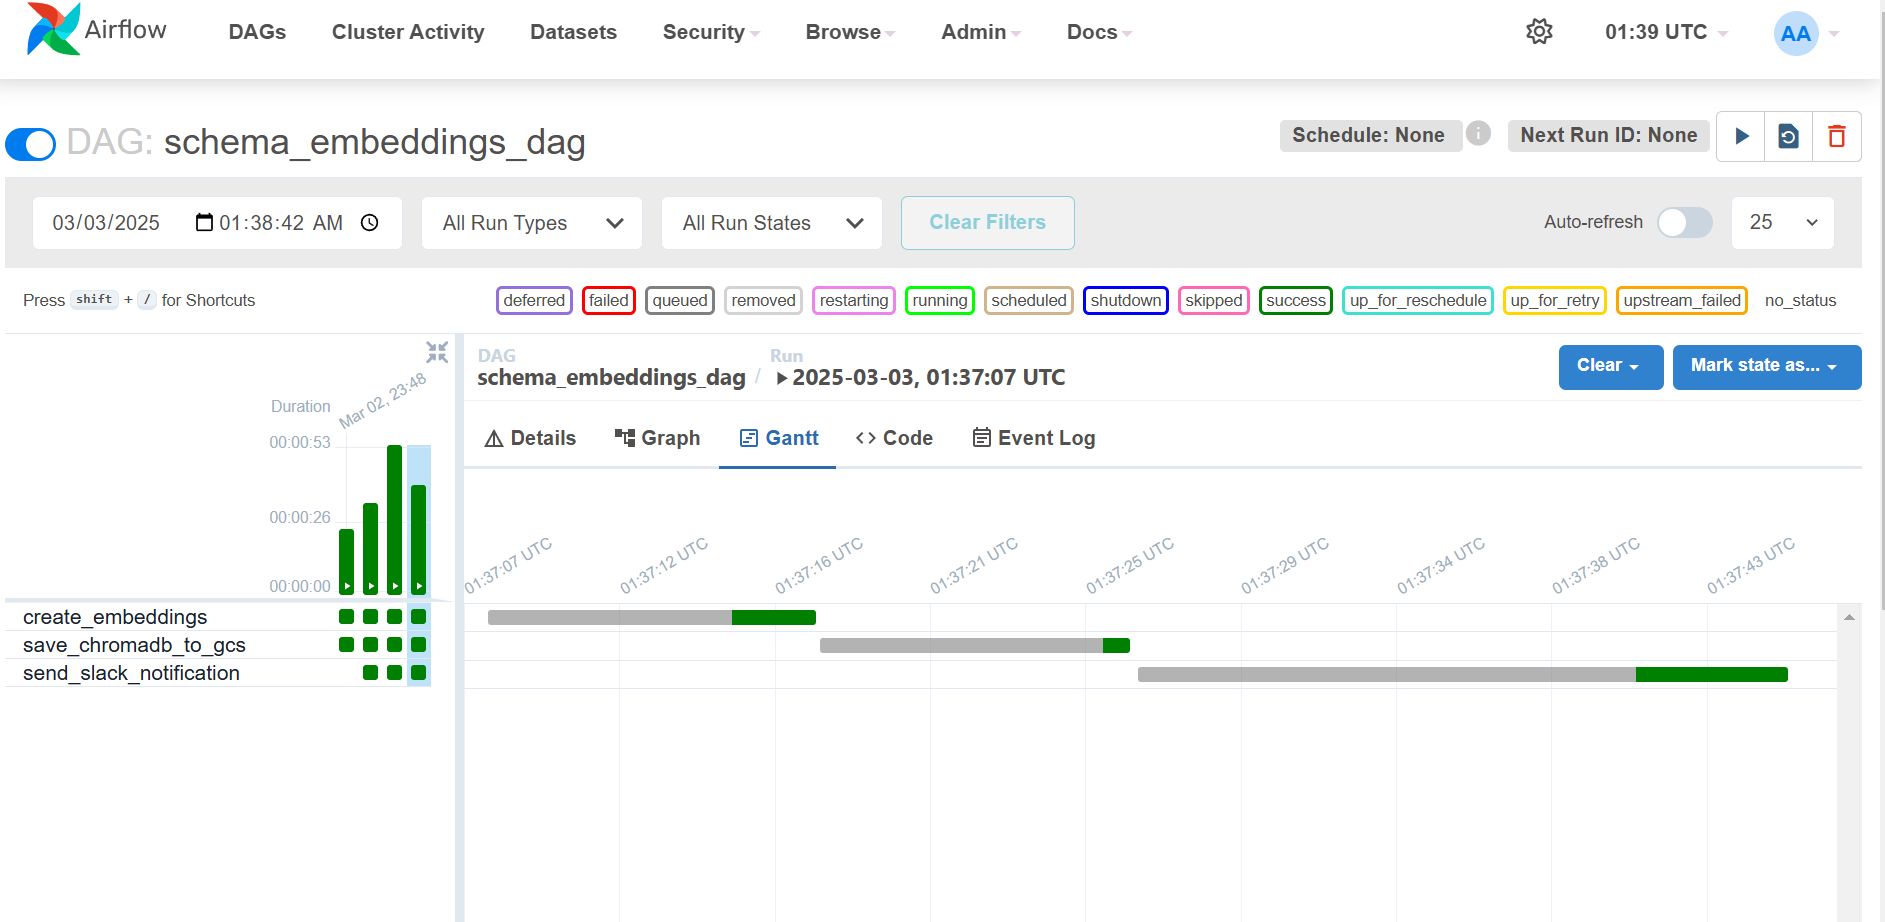 Airflow DAGs Cluster Activity Datasets Security Browse Admin Docs 01:39 UTC AA
DAG: schema_embeddings_dag Schedule: None i Next Run ID: None
03/03/2025 01:38:42 AM All Run Types All Run States Clear Filters Auto-refresh 25
Press shift + / for Shortcuts deferred failed queued removed restarting running scheduled shutdown skipped success up_for_reschedule up_for_retry upstream_failed no_status
DAG Run
schema_embeddings_dag / 2025-03-03, 01:37:07 UTC Clear Mark state as...
Duration Mar 02, 23:48
00:00:53
00:00:26
00:00:00
Details Graph Gantt Code Event Log
01:37:07 UTC 01:37:12 UTC 01:37:16 UTC 01:37:21 UTC 01:37:25 UTC 01:37:29 UTC 01:37:34 UTC 01:37:38 UTC 01:37:43 UTC
create_embeddings
save_chromadb_to_gcs
send_slack_notification